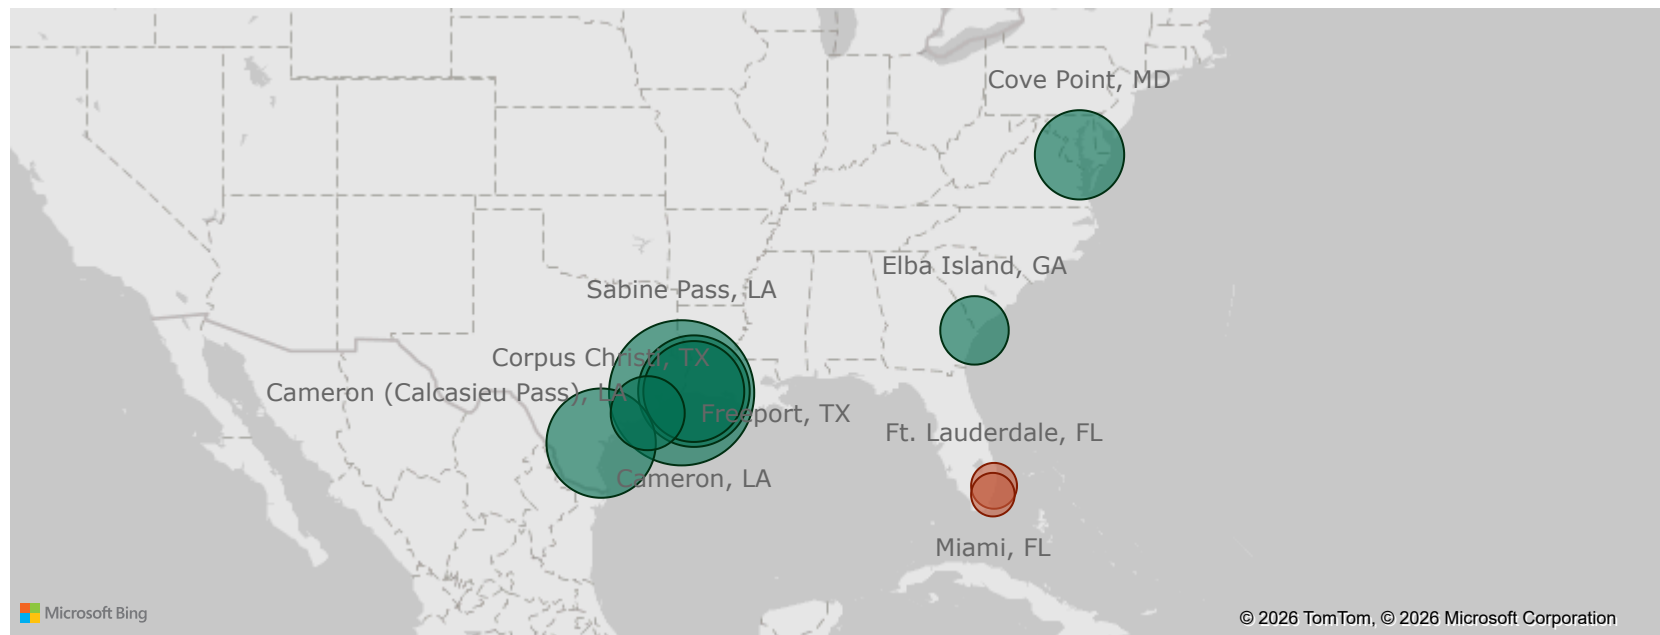 Cove Point, MD
Elba Island, GA
Sabine Pass, LA
Corpus Christi, TX
Cameron (Calcasieu Pass), LA
Freeport, TX
Ft. Lauderdale, FL
Cameron, LA
Miami, FL
Microsoft Bing
© 2026 TomTom, © 2026 Microsoft Corporation